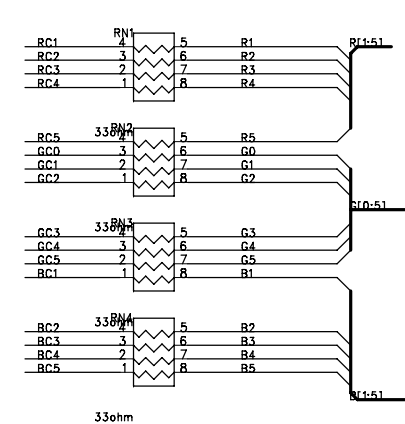 RN1
RC1 4 5 R1 R[1:5]
RC2 3 6 R2
RC3 2 7 R3
RC4 1 8 R4
RN2
33ohm
RC5 4 5 R5
GC0 3 6 G0
GC1 2 7 G1
GC2 1 8 G2
G[0:5]
RN3
33ohm
GC3 4 5 G3
GC4 3 6 G4
GC5 2 7 G5
BC1 1 8 B1
RN4
33ohm
BC2 4 5 B2
BC3 3 6 B3
BC4 2 7 B4
BC5 1 8 B5
B[1:5]
33ohm